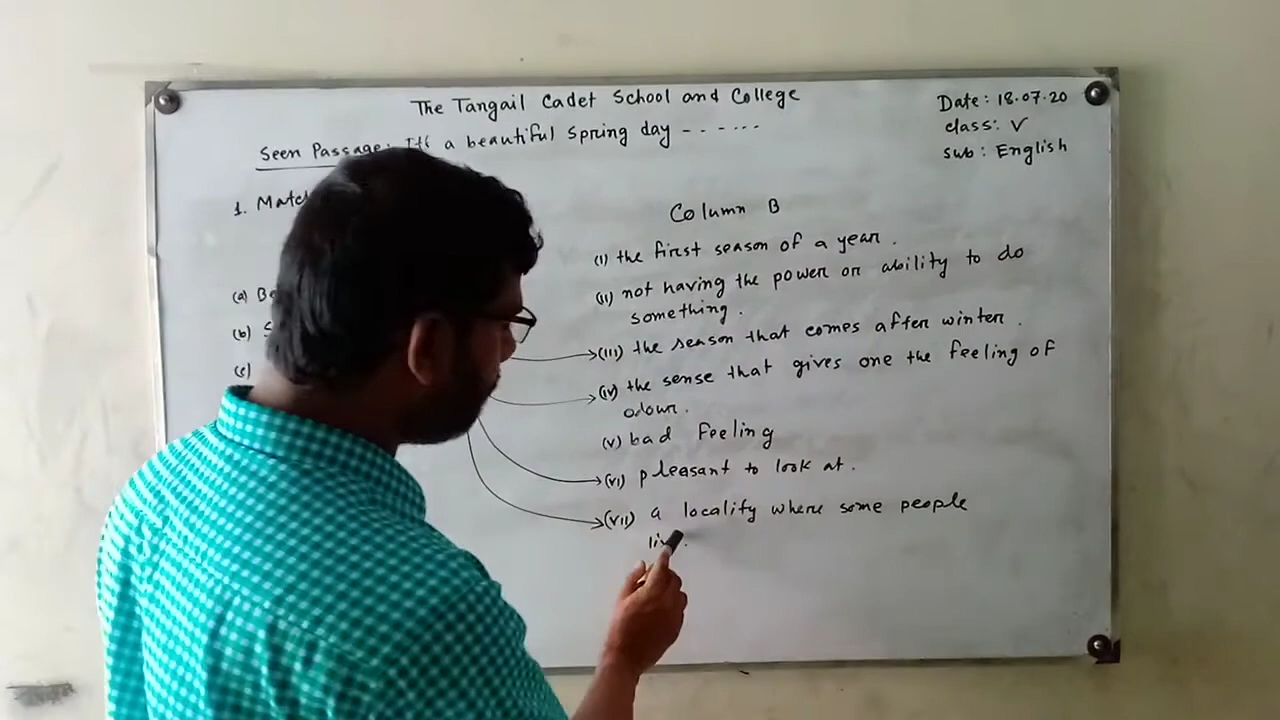 The Tangail Cadet School and College
Date: 18.07.20
class: V
Sub: English
Seen Passage: It's a beautiful spring day - - - - - -
1. Matc
Column B
(i) the first season of a year.
(a) Be
(ii) not having the power or ability to do
something.
(b) S
(iii) the season that comes after winter.
(c)
(iv) the sense that gives one the feeling of
odour.
(v) bad feeling
(vi) pleasant to look at.
(vii) a locality where some people